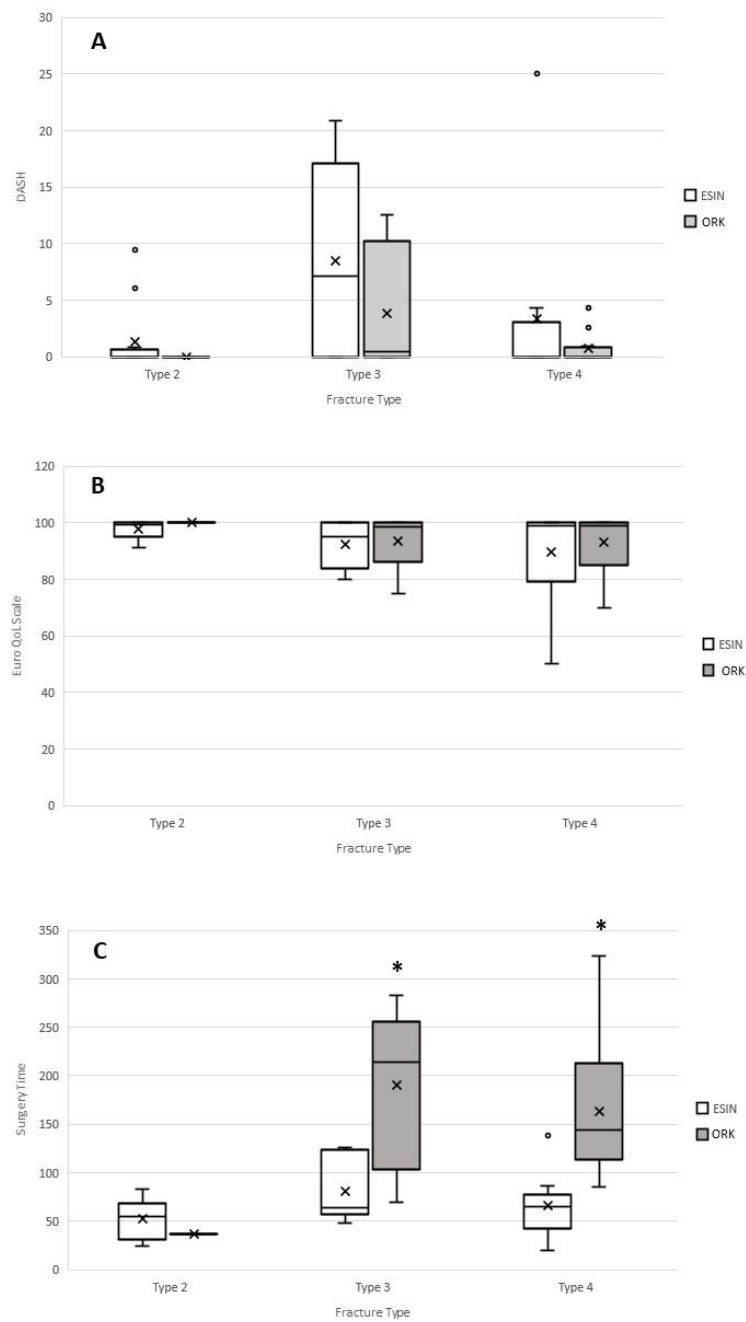 A
30
25
20
15
10
5
0
DASH
Type 2 Type 3 Type 4
Fracture Type
ESIN
ORK
B
120
100
80
60
40
20
0
Euro QoL Scale
Type 2 Type 3 Type 4
Fracture Type
ESIN
ORK
C
350
300
250
200
150
100
50
0
Surgery Time
* *
Type 2 Type 3 Type 4
Fracture Type
ESIN
ORK